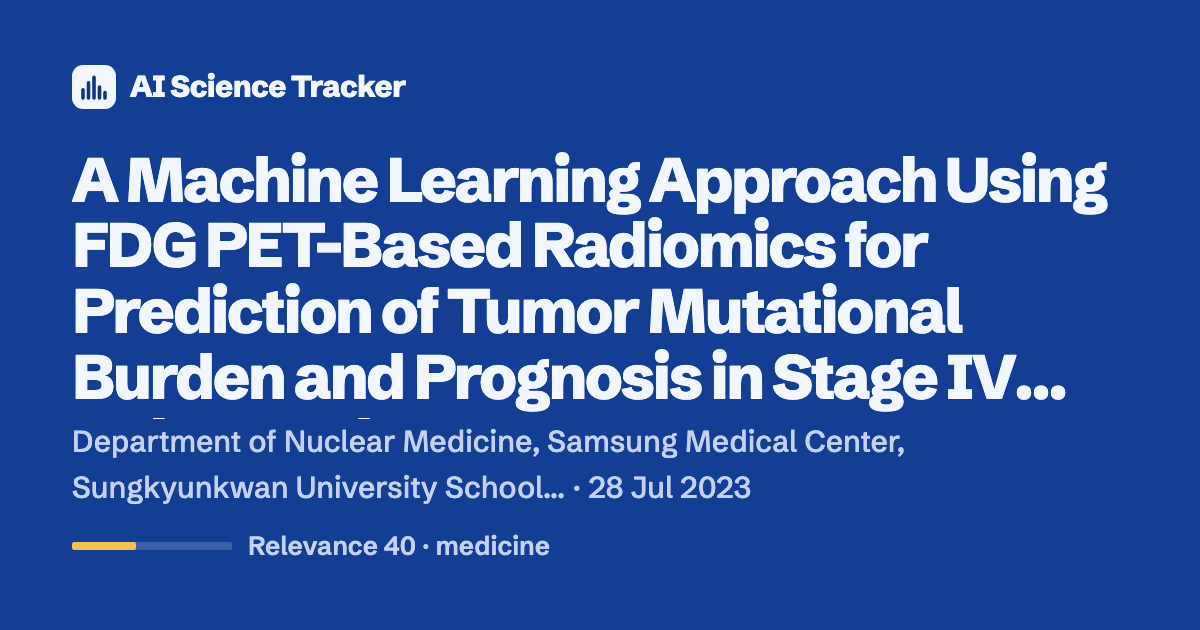 AI Science Tracker
A Machine Learning Approach Using
FDG PET-Based Radiomics for
Prediction of Tumor Mutational
Burden and Prognosis in Stage IV...
Department of Nuclear Medicine, Samsung Medical Center,
Sungkyunkwan University School... · 28 Jul 2023
Relevance 40 · medicine